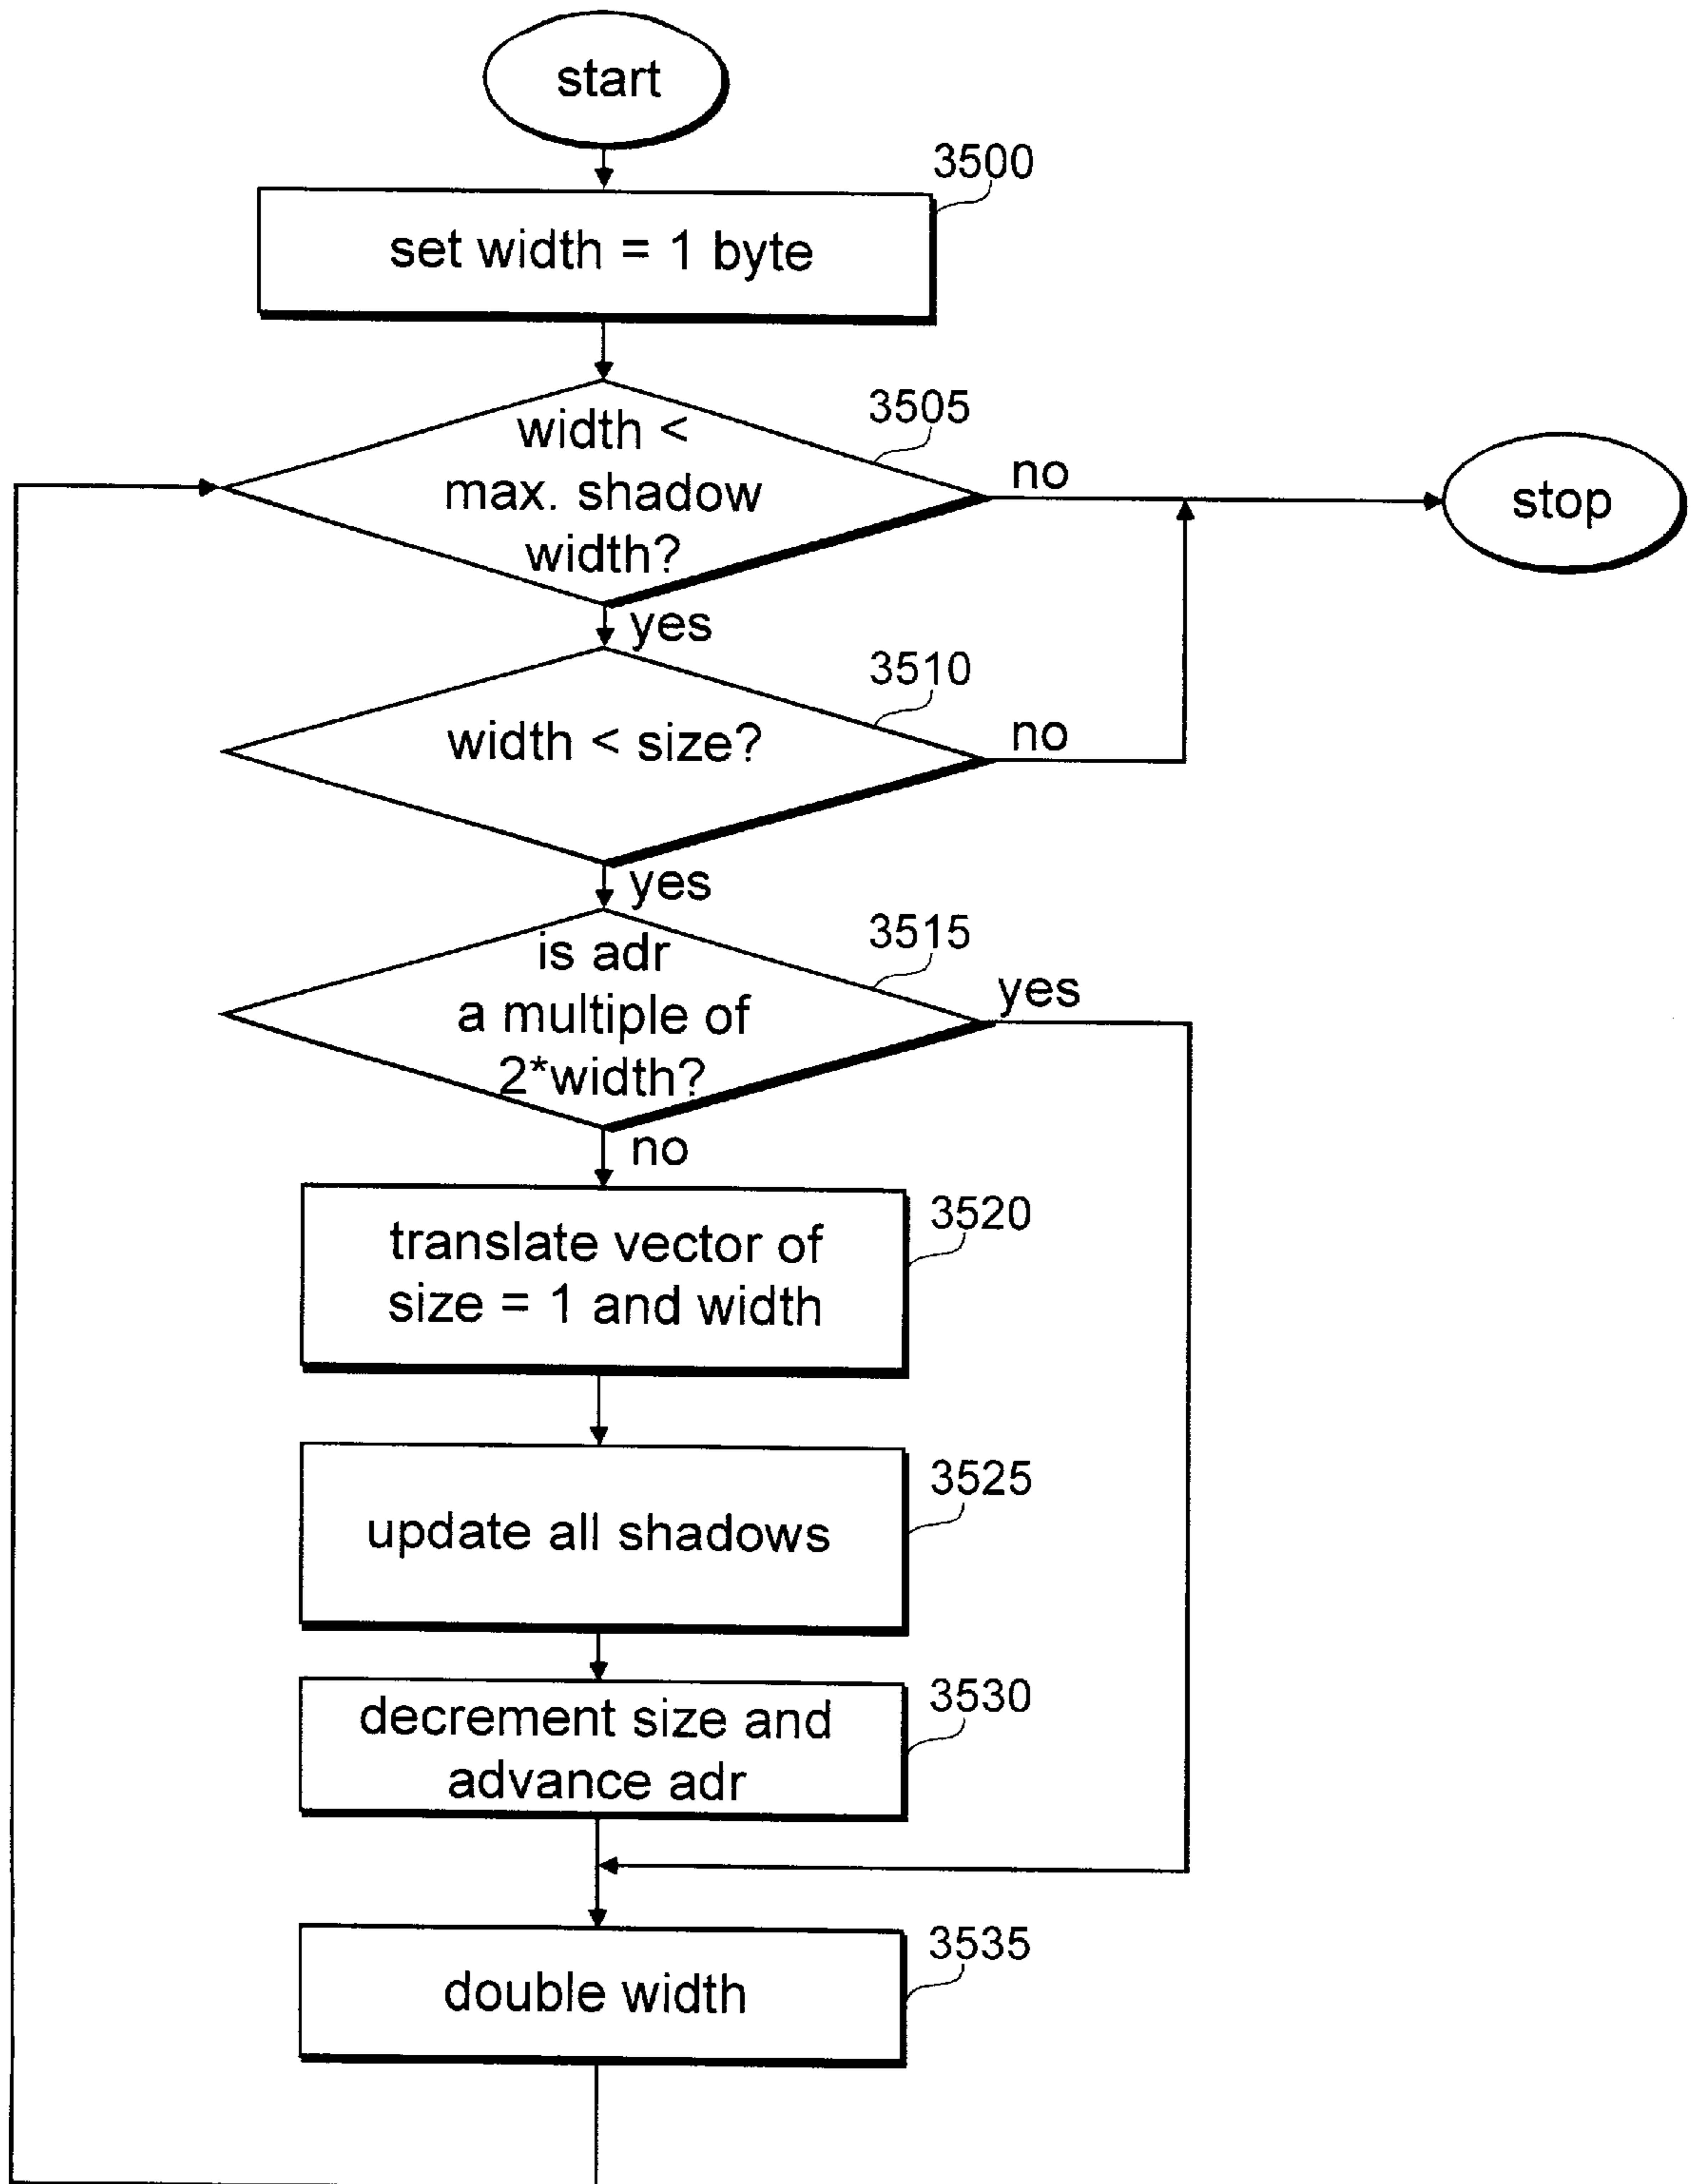 start
3500
set width = 1 byte
3505
width <
max. shadow
width?
no
stop
yes
3510
width < size?
no
yes
3515
is adr
a multiple of
2*width?
yes
no
3520
translate vector of
size = 1 and width
3525
update all shadows
3530
decrement size and
advance adr
3535
double width